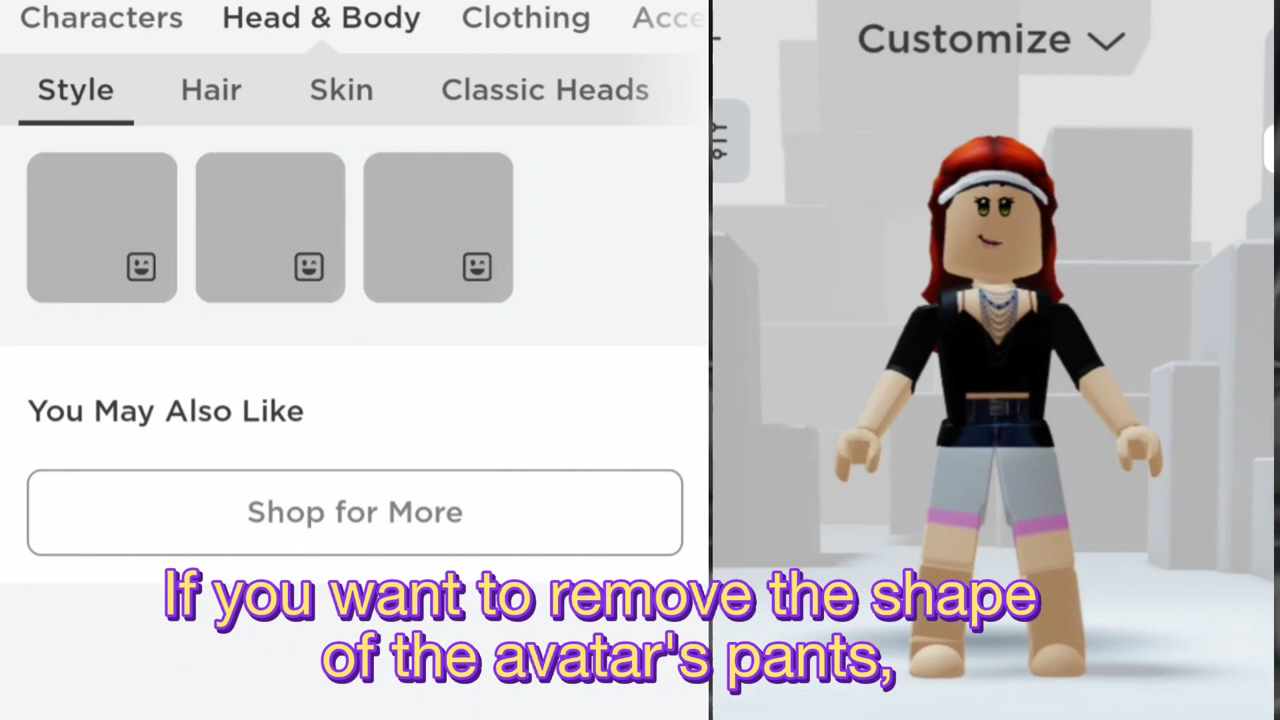 Characters Head & Body Clothing Acce
Style Hair Skin Classic Heads
You May Also Like
Shop for More
Customize
If you want to remove the shape
of the avatar's pants,